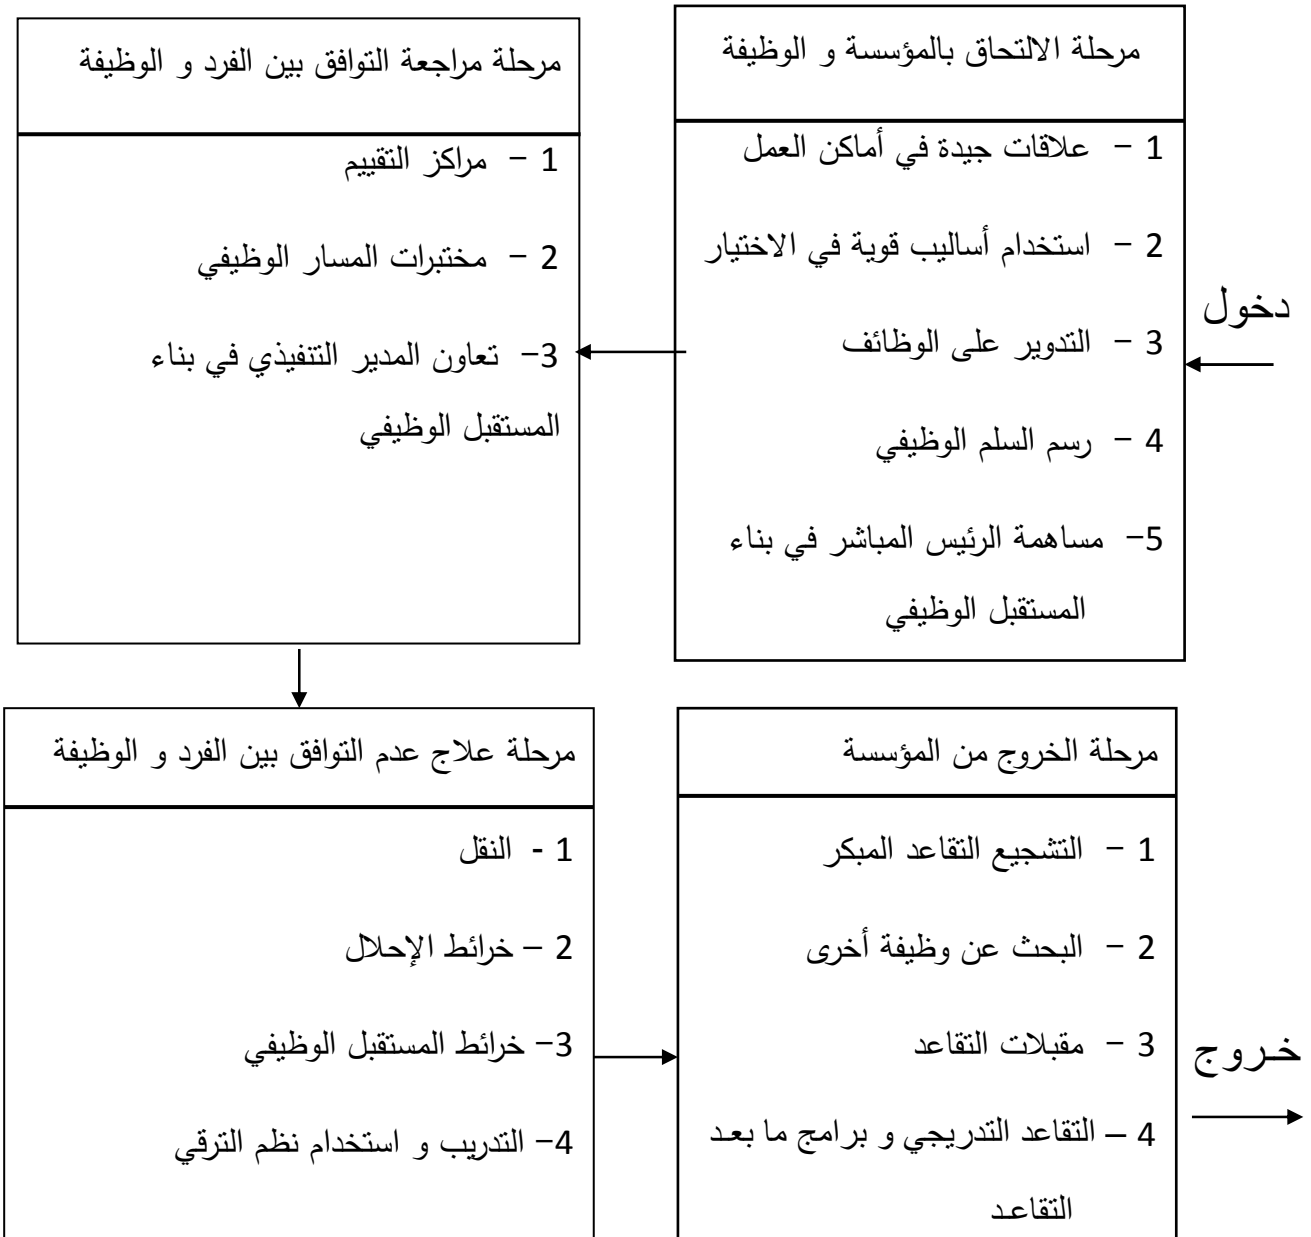 دخول
مرحلة الالتحاق بالمؤسسة و الوظيفة
1 – علاقات جيدة في أماكن العمل
2 – استخدام أساليب قوية في الاختيار
3 – التدوير على الوظائف
4 – رسم السلم الوظيفي
5– مساهمة الرئيس المباشر في بناء
المستقبل الوظيفي
مرحلة مراجعة التوافق بين الفرد و الوظيفة
1 – مراكز التقييم
2 – مختبرات المسار الوظيفي
3– تعاون المدير التنفيذي في بناء
المستقبل الوظيفي
مرحلة علاج عدم التوافق بين الفرد و الوظيفة
1 - النقل
2 – خرائط الإحلال
3– خرائط المستقبل الوظيفي
4– التدريب و استخدام نظم الترقي
مرحلة الخروج من المؤسسة
1 – التشجيع التقاعد المبكر
2 – البحث عن وظيفة أخرى
3 – مقبلات التقاعد
4 – التقاعد التدريجي و برامج ما بعد
التقاعد
خروج